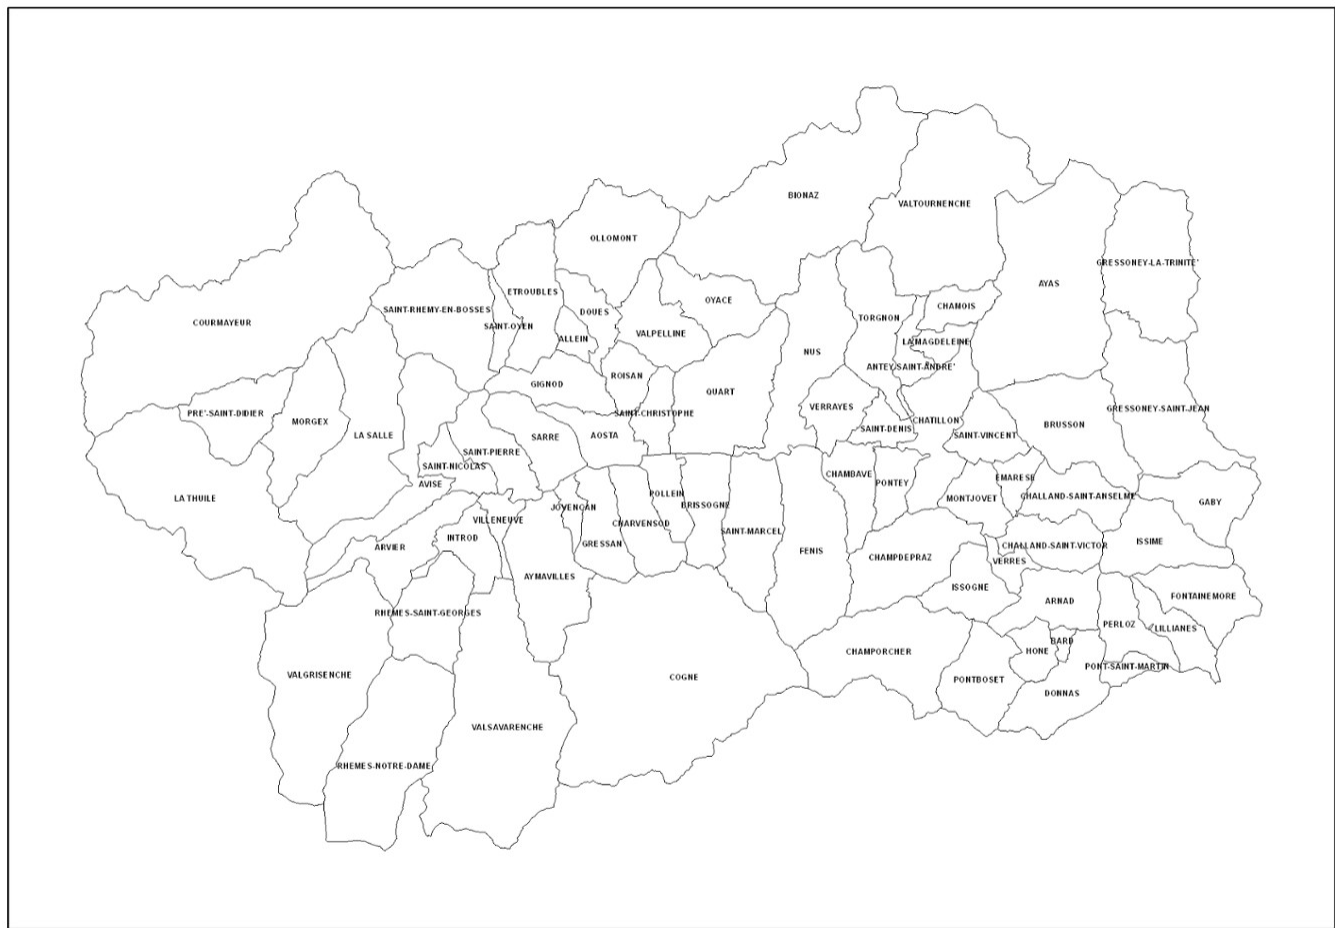 BIONAZ
VALTOURNENCHE
OLLOMONT
GRESSONEY-LA-TRINITE'
AYAS
ETROUBLES
OYACE
CHAMOIS
SAINT-RHEMY-EN-BOSSES
DOUES
TORGNON
COURMAYEUR
SAINT-OYEN
VALPELLINE
ALLEIN
LA MAGDELEINE
NUS
ANTEY-SAINT-ANDRE'
ROISAN
GIGNOD
QUART
VERRAYES
GRESSONEY-SAINT-JEAN
PRE'-SAINT-DIDIER
SAINT-CHRISTOPHE
MORGEX
CHATILLON
BRUSSON
SAINT-DENIS
LA SALLE
SARRE
AOSTA
SAINT-VINCENT
SAINT-PIERRE
SAINT-NICOLAS
CHAMBAVE
EMARESE
AVISE
PONTEY
POLLEIN
CHALLAND-SAINT-ANSELME
LA THUILE
MONTJOVET
GABY
BRISSOGNE
JOVENCAN
VILLENEUVE
CHARVENSOD
SAINT-MARCEL
INTROD
ISSIME
GRESSAN
CHALLAND-SAINT-VICTOR
ARVIER
FENIS
CHAMPDEPRAZ
VERRES
AYMAVILLES
ISSOGNE
FONTAINEMORE
ARNAD
RHEMES-SAINT-GEORGES
PERLOZ
LILLIANES
BARD
HONE
CHAMPORCHER
PONT-SAINT-MARTIN
VALGRISENCHE
COGNE
PONTBOSET
DONNAS
VALSAVARENCHE
RHEMES-NOTRE-DAME